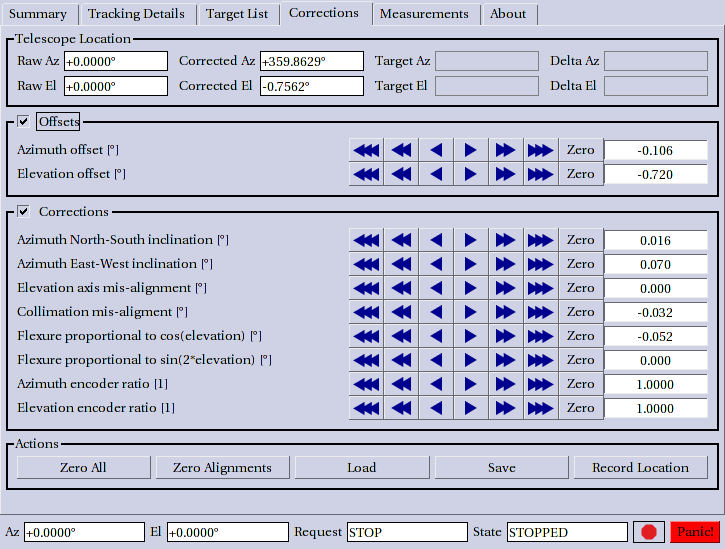 Summary Tracking Details Target List Corrections Measurements About
Telescope Location
Raw Az +0.0000° Corrected Az +359.8629° Target Az Delta Az
Raw El +0.0000° Corrected El -0.7562° Target El Delta El
Offsets
Azimuth offset [°] Zero -0.106
Elevation offset [°] Zero -0.720
Corrections
Azimuth North-South inclination [°] Zero 0.016
Azimuth East-West inclination [°] Zero 0.070
Elevation axis mis-alignment [°] Zero 0.000
Collimation mis-aligment [°] Zero -0.032
Flexure proportional to cos(elevation) [°] Zero -0.052
Flexure proportional to sin(2*elevation) [°] Zero 0.000
Azimuth encoder ratio [1] Zero 1.0000
Elevation encoder ratio [1] Zero 1.0000
Actions
Zero All Zero Alignments Load Save Record Location
Az +0.0000° El +0.0000° Request STOP State STOPPED Panic!